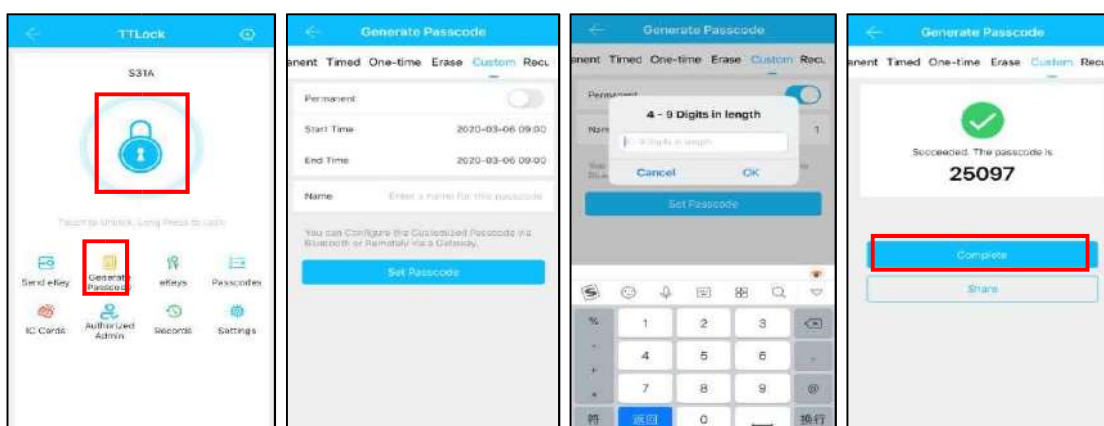 TTLock
S31A
Touch to Unlock, Long Press to Lock
Send eKey
Generate Passcode
eKeys
Passcodes
IC Cards
Authorized Admin
Records
Settings
Generate Passcode
anent Timed One-time Erase Custom Recu
Permanent
Start Time 2020-03-06 09:00
End Time 2020-03-06 09:00
Name Enter a name for this passcode
You can Configure the Customized Passcode via
Bluetooth or Remotely via a Gateway.
Set Passcode
Generate Passcode
anent Timed One-time Erase Custom Recu
Permanent
4 - 9 Digits in length
Name 1
4 - 9 Digits in length
Cancel OK
Set Passcode
% 1 2 3
- 4 5 6 .
+ 7 8 9 @
符 返回 0 换行
Generate Passcode
anent Timed One-time Erase Custom Recu
Succeeded. The passcode is
25097
Complete
Share